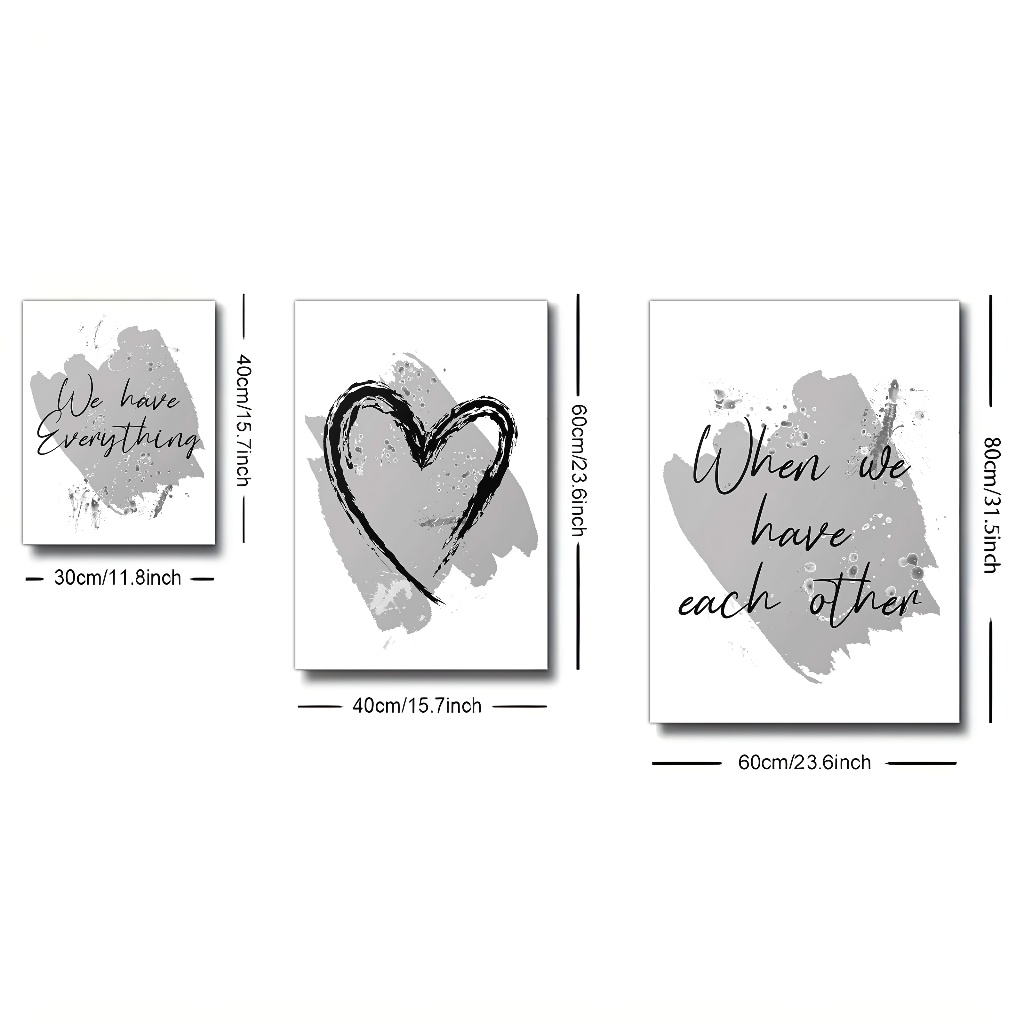 We have
Everything
40cm/15.7inch
30cm/11.8inch
60cm/23.6inch
40cm/15.7inch
When we
have
each other
80cm/31.5inch
60cm/23.6inch